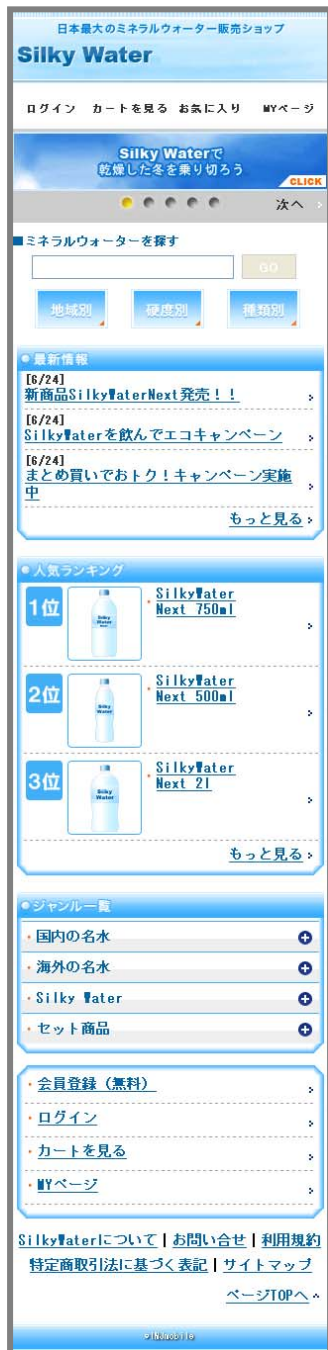 日本最大のミネラルウォーター販売ショップ
Silky Water
ログイン カートを見る お気に入り MYページ
Silky Waterで
乾燥した冬を乗り切ろう
CLICK
次へ
ミネラルウォーターを探す
GO
地域別 硬度別 種類別
最新情報
[6/24]
新商品SilkyWaterNext発売!!
[6/24]
SilkyWaterを飲んでエコキャンペーン
[6/24]
まとめ買いでおトク!キャンペーン実施
中
もっと見る
人気ランキング
1位 SilkyWater
Next 750ml
2位 SilkyWater
Next 500ml
3位 SilkyWater
Next 2l
もっと見る
ジャンル一覧
・国内の名水
・海外の名水
・Silky Water
・セット商品
・会員登録（無料）
・ログイン
・カートを見る
・MYページ
SilkyWaterについて | お問い合せ | 利用規約
特定商取引法に基づく表記 | サイトマップ
ページTOPへ